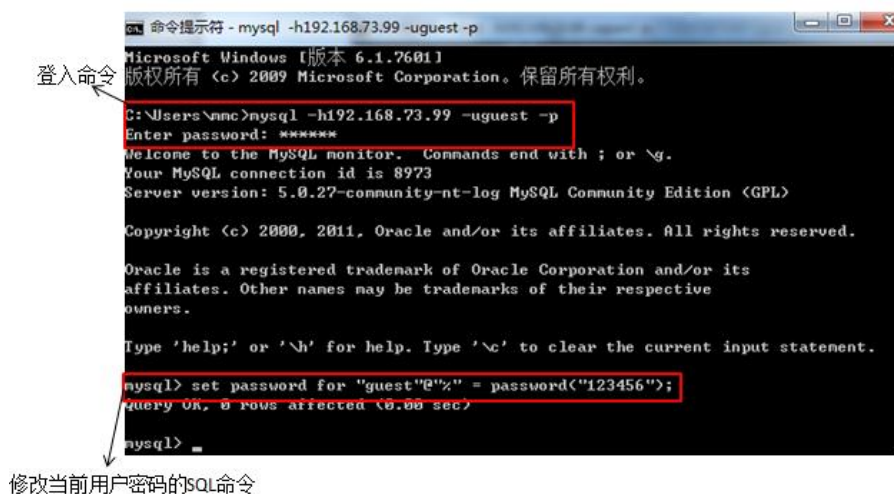 命令提示符 - mysql -h192.168.73.99 -uguest -p
Microsoft Windows [版本 6.1.7601]
登入命令
版权所有 <c> 2009 Microsoft Corporation。保留所有权利。
C:\Users\mmc>mysql -h192.168.73.99 -uguest -p
Enter password: ******
Welcome to the MySQL monitor.  Commands end with ; or \g.
Your MySQL connection id is 8973
Server version: 5.0.27-community-nt-log MySQL Community Edition <GPL>
Copyright <c> 2000, 2011, Oracle and/or its affiliates. All rights reserved.
Oracle is a registered trademark of Oracle Corporation and/or its
affiliates. Other names may be trademarks of their respective
owners.
Type 'help;' or '\h' for help. Type '\c' to clear the current input statement.
mysql> set password for "guest"@"%" = password("123456");
Query OK, 0 rows affected (0.00 sec)
mysql> _
修改当前用户密码的SQL命令